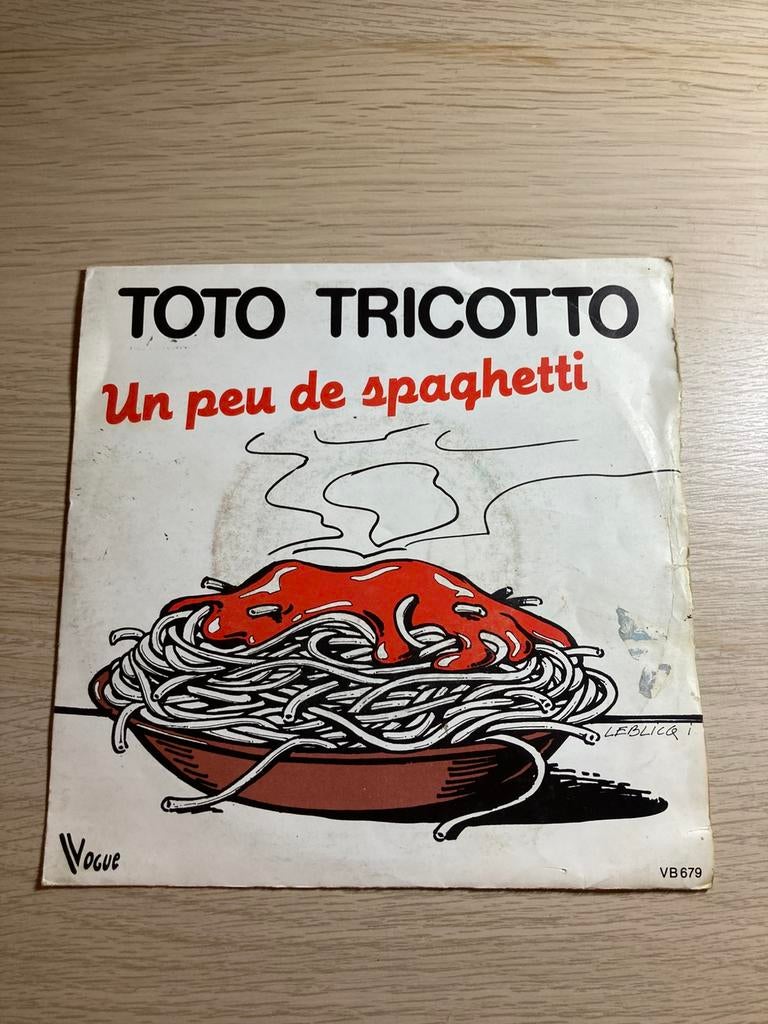 TOTO TRICOTTO
Un peu de spaghetti
LEBLICQ
Vogue
VB 679